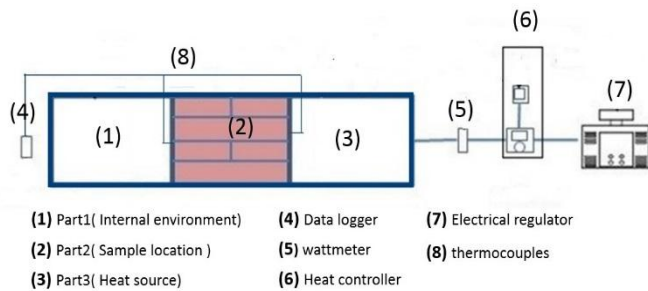 (6)
(8)
(7)
(4)
(5)
(1)
(2)
(3)
(1) Part1( Internal environment)
(2) Part2( Sample location )
(3) Part3( Heat source)
(4) Data logger
(5) wattmeter
(6) Heat controller
(7) Electrical regulator
(8) thermocouples